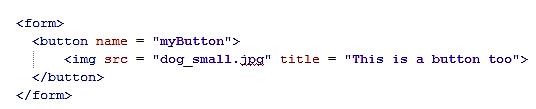 <form>
<button name = "myButton">
<img src = "dog_small.jpg" title = "This is a button too">
</button>
</form>